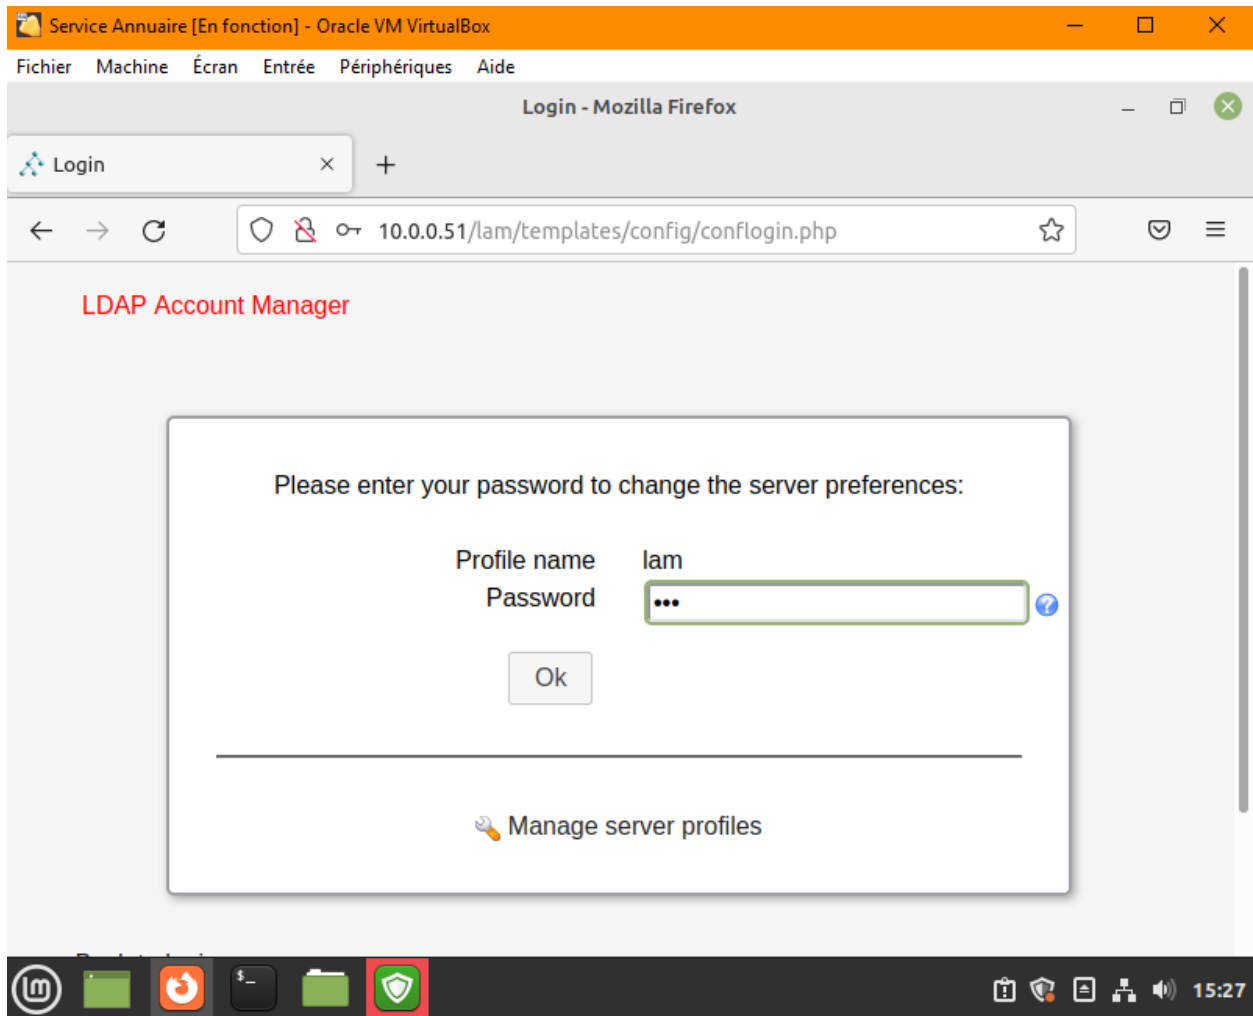 Service Annuaire [En fonction] - Oracle VM VirtualBox
Fichier Machine Écran Entrée Périphériques Aide
Login - Mozilla Firefox
Login
10.0.0.51/lam/templates/config/conflogin.php
LDAP Account Manager
Please enter your password to change the server preferences:
Profile name lam
Password •••
Ok
Manage server profiles
$_
15:27